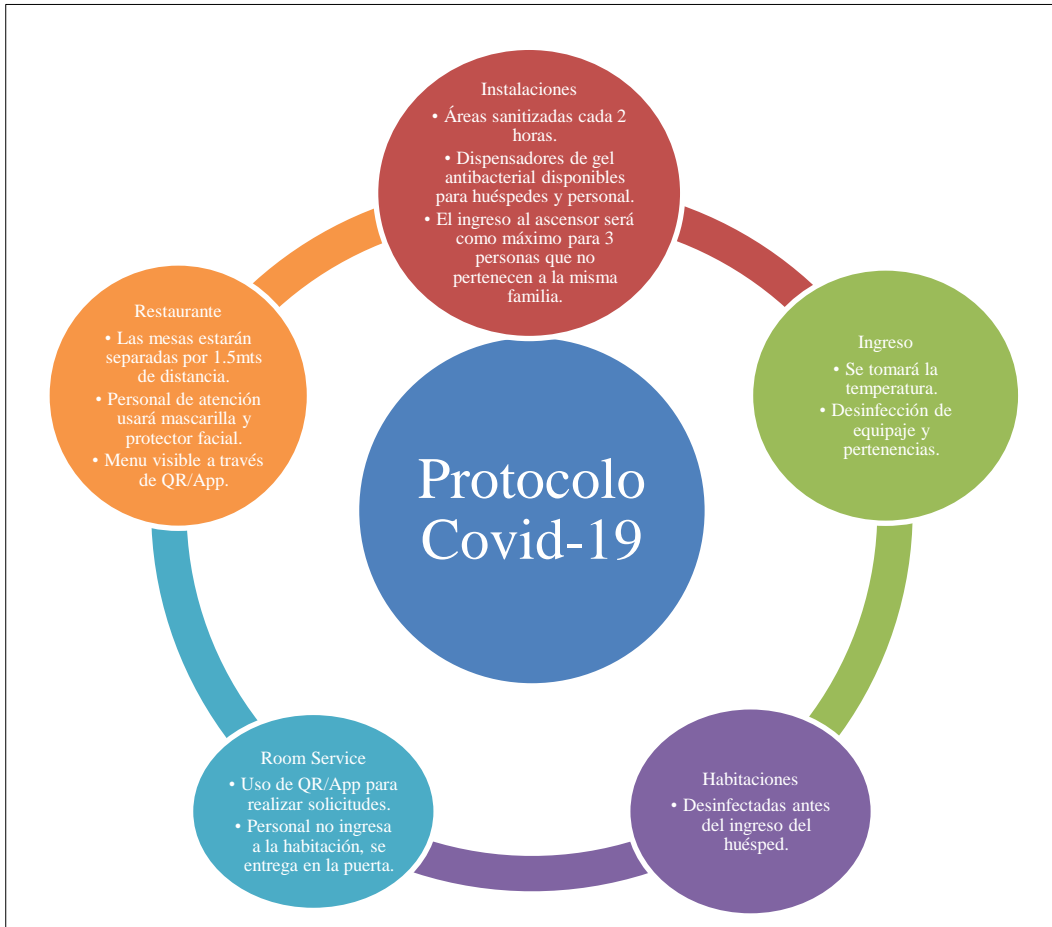 Instalaciones
• Áreas sanitizadas cada 2
horas.
• Dispensadores de gel
antibacterial disponibles
para huéspedes y personal.
• El ingreso al ascensor será
como máximo para 3
personas que no
pertenecen a la misma
familia.
Ingreso
• Se tomará la
temperatura.
• Desinfección de
equipaje y
pertenencias.
Habitaciones
• Desinfectadas antes
del ingreso del
huésped.
Room Service
• Uso de QR/App para
realizar solicitudes.
• Personal no ingresa
a la habitación, se
entrega en la puerta.
Restaurante
• Las mesas estarán
separadas por 1.5mts
de distancia.
• Personal de atención
usará mascarilla y
protector facial.
• Menu visible a través
de QR/App.
Protocolo
Covid-19